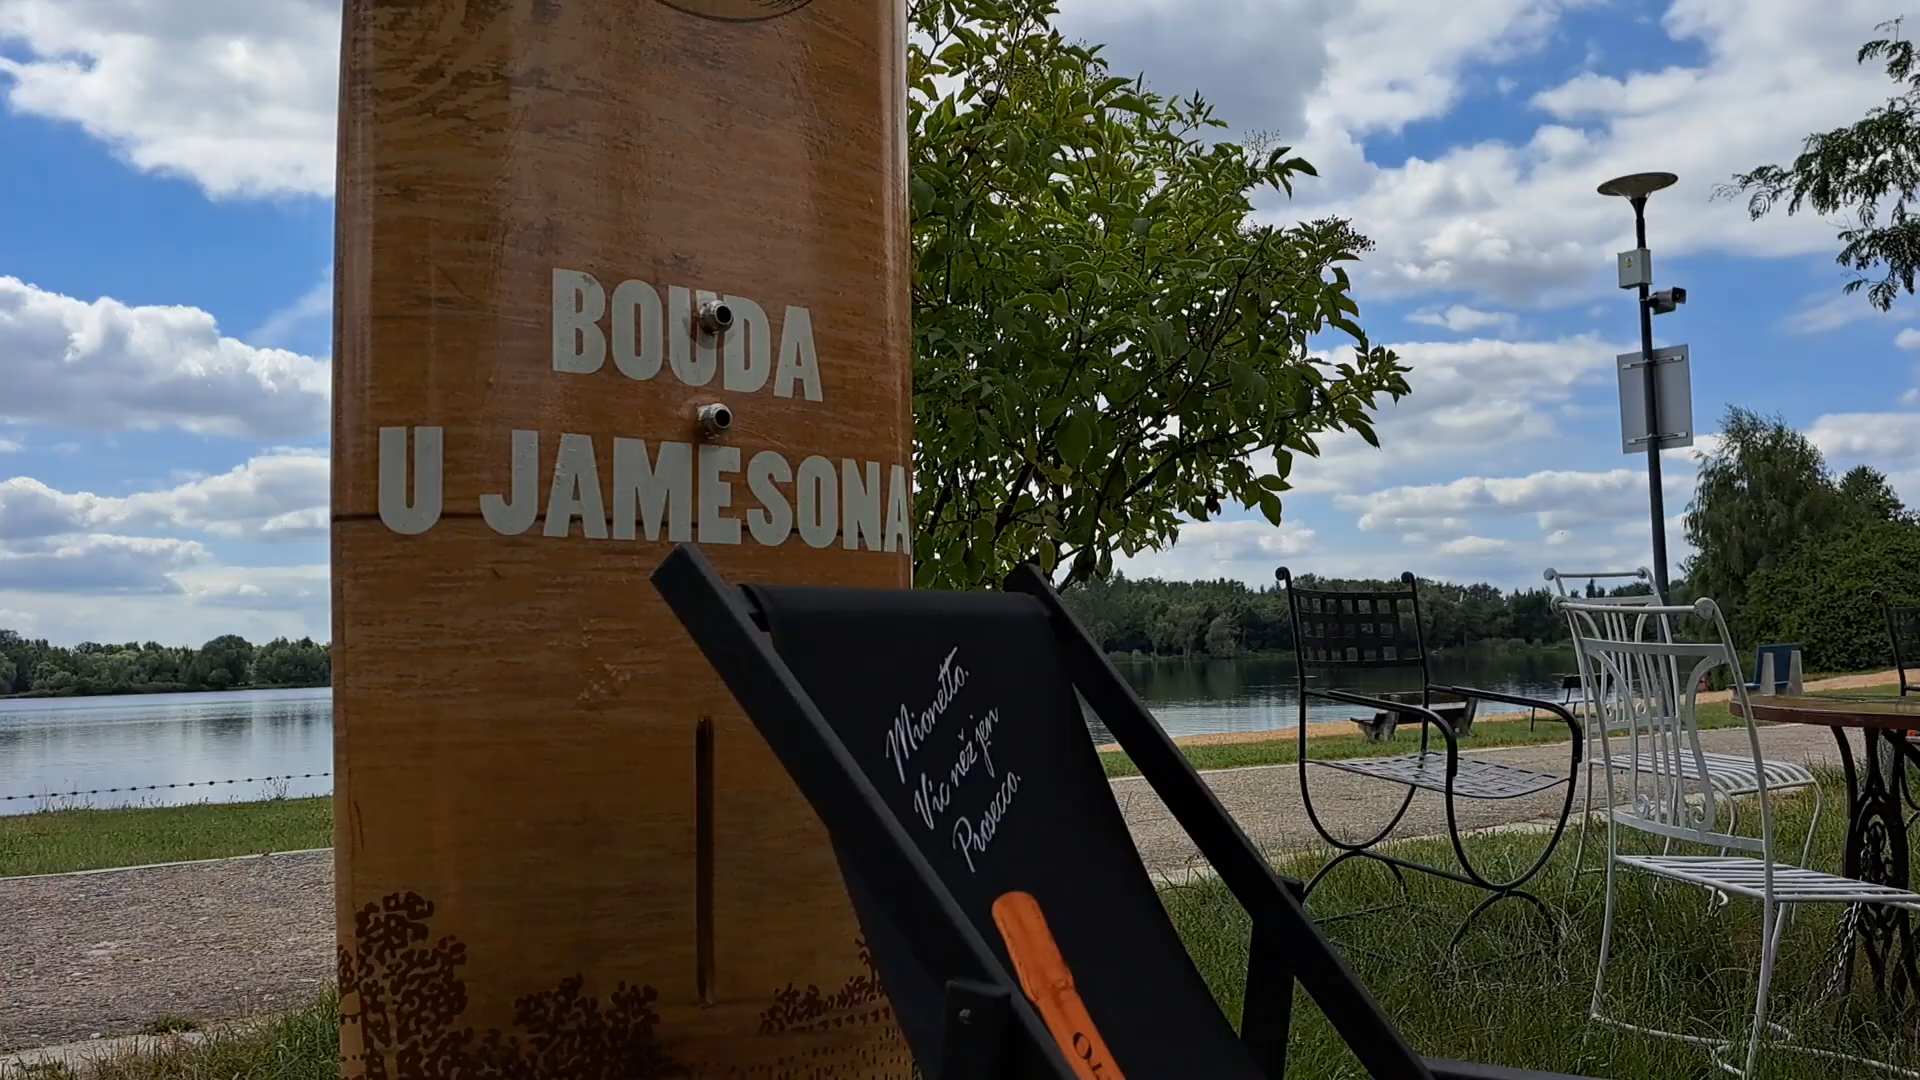 BOUDA
U JAMESONA
Mionetto.
Víc než jen
Prosecco.